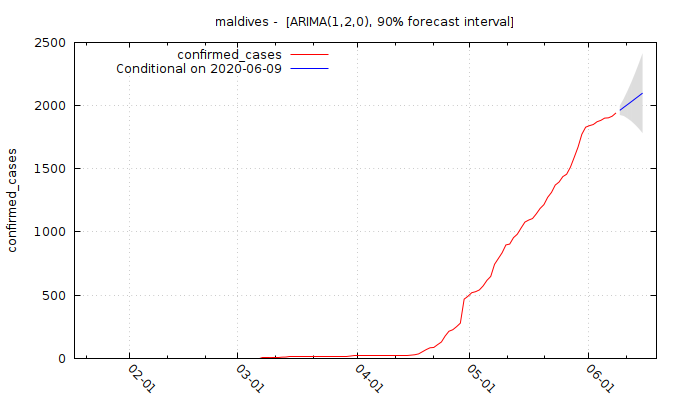 maldives -  [ARIMA(1,2,0), 90% forecast interval]
confirmed_cases
Conditional on 2020-06-09
confirmed_cases
2500
2000
1500
1000
500
0
02-01
03-01
04-01
05-01
06-01